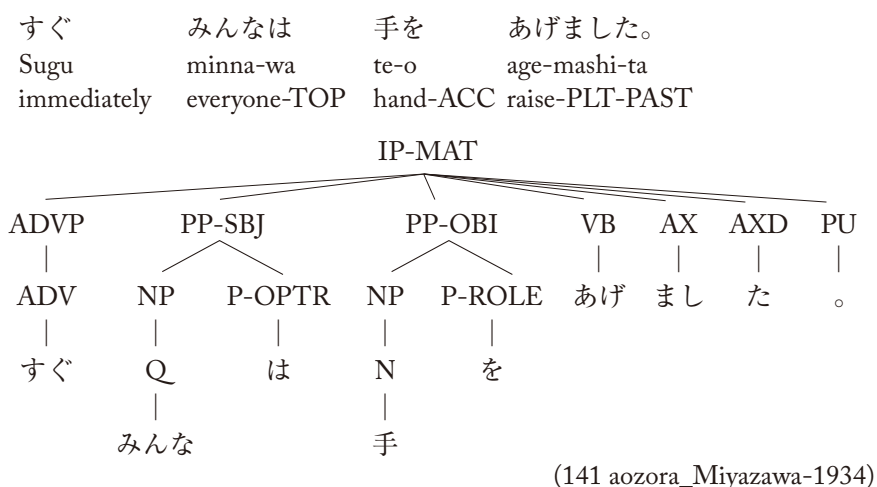 すぐ みんなは 手を あげました。
Sugu minna-wa te-o age-mashi-ta
immediately everyone-TOP hand-ACC raise-PLT-PAST
IP-MAT
ADVP PP-SBJ PP-OBI VB AX AXD PU
ADV NP P-OPTR NP P-ROLE あげ まし た 。
すぐ Q は N を
みんな 手
(141 aozora_Miyazawa-1934)